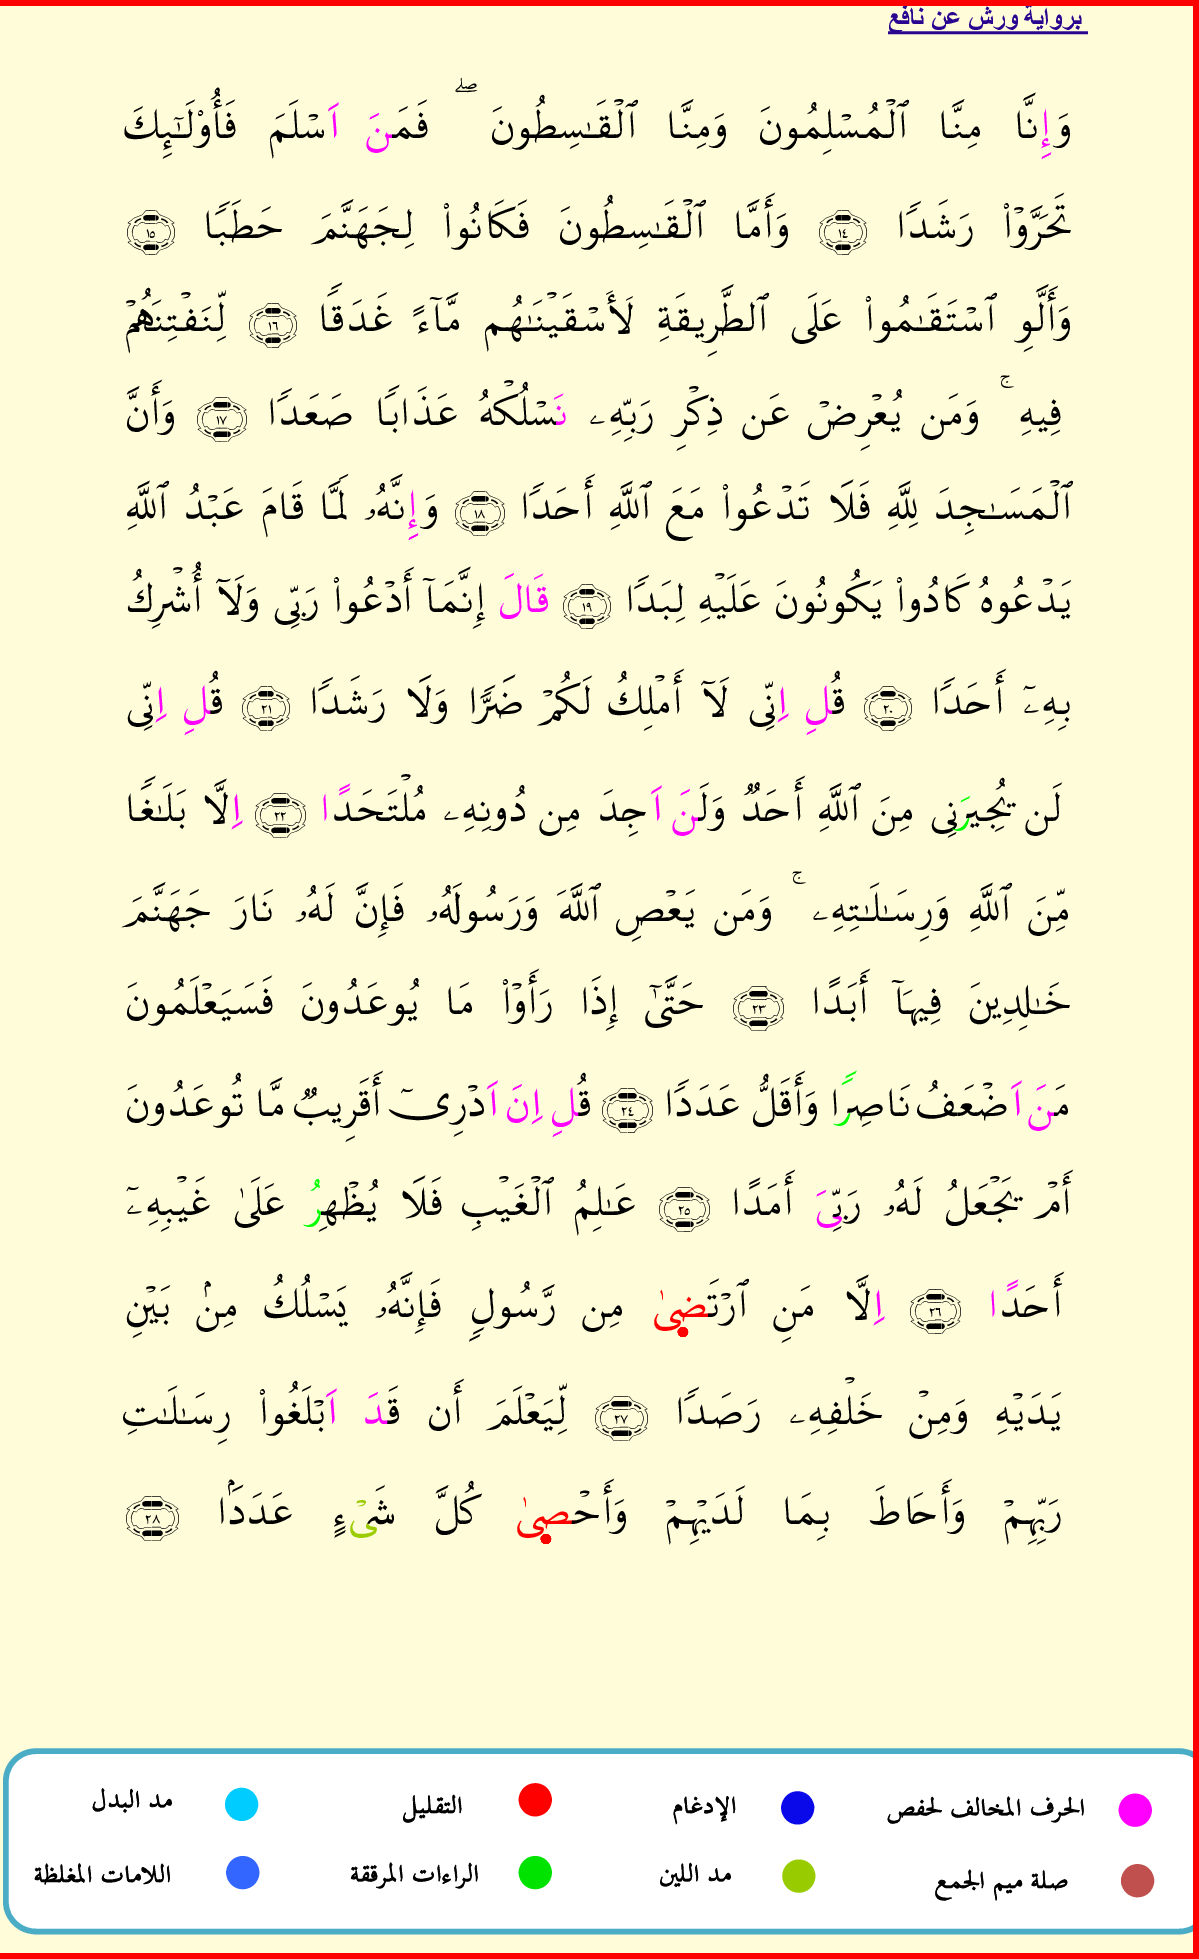 برواية ورش عن نافع
وَإِنَّا مِنَّا ٱلْمُسْلِمُونَ وَمِنَّا ٱلْقَـٰسِطُونَ ۖ فَمَنَ اَسْلَمَ فَأُوْلَـٰٓئِكَ
تَحَرَّوْاْ رَشَدًا ١٤ وَأَمَّا ٱلْقَـٰسِطُونَ فَكَانُواْ لِجَهَنَّمَ حَطَبًا ١٥
وَأَلَّوِ ٱسْتَقَـٰمُواْ عَلَى ٱلطَّرِيقَةِ لَأَسْقَيْنَـٰهُم مَّآءً غَدَقًا ١٦ لِّنَفْتِنَهُمْ
فِيهِ ۚ وَمَن يُعْرِضْ عَن ذِكْرِ رَبِّهِۦ نَسْلُكْهُ عَذَابًا صَعَدًا ١٧ وَأَنَّ
ٱلْمَسَـٰجِدَ لِلَّهِ فَلَا تَدْعُواْ مَعَ ٱللَّهِ أَحَدًا ١٨ وَإِنَّهُۥ لَمَّا قَامَ عَبْدُ ٱللَّهِ
يَدْعُوهُ كَادُواْ يَكُونُونَ عَلَيْهِ لِبَدًا ١٩ قَالَ إِنَّمَآ أَدْعُواْ رَبِّى وَلَآ أُشْرِكُ
بِهِۦٓ أَحَدًا ٢٠ قُلِ اِنِّى لَآ أَمْلِكُ لَكُمْ ضَرًّا وَلَا رَشَدًا ٢١ قُلِ اِنِّى
لَن يُجِيرَنِى مِنَ ٱللَّهِ أَحَدٌ وَلَنَ اَجِدَ مِن دُونِهِۦ مُلْتَحَدًا ٢٢ اِلَّا بَلَـٰغًا
مِّنَ ٱللَّهِ وَرِسَـٰلَـٰتِهِۦ ۚ وَمَن يَعْصِ ٱللَّهَ وَرَسُولَهُۥ فَإِنَّ لَهُۥ نَارَ جَهَنَّمَ
خَـٰلِدِينَ فِيهَآ أَبَدًا ٢٣ حَتَّىٰٓ إِذَا رَأَوْاْ مَا يُوعَدُونَ فَسَيَعْلَمُونَ
مَنَ اَضْعَفُ نَاصِرًا وَأَقَلُّ عَدَدًا ٢٤ قُلِ اِنَ اَدْرِىٓ أَقَرِيبٌ مَّا تُوعَدُونَ
أَمْ يَجْعَلُ لَهُۥ رَبِّىَ أَمَدًا ٢٥ عَـٰلِمُ ٱلْغَيْبِ فَلَا يُظْهِرُ عَلَىٰ غَيْبِهِۦٓ
أَحَدًا ٢٦ اِلَّا مَنِ ٱرْتَضىٰ مِن رَّسُولٍ فَإِنَّهُۥ يَسْلُكُ مِنۢ بَيْنِ
يَدَيْهِ وَمِنْ خَلْفِهِۦ رَصَدًا ٢٧ لِّيَعْلَمَ أَن قَدَ اَبْلَغُواْ رِسَـٰلَـٰتِ
رَبِّهِمْ وَأَحَاطَ بِمَا لَدَيْهِمْ وَأَحْصىٰ كُلَّ شَىْءٍ عَدَدَۢا ٢٨
الحرف المخالف لحفص الإدغام التقليل مد البدل
صلة ميم الجمع مد اللين الراءات المرققة اللامات المغلظة